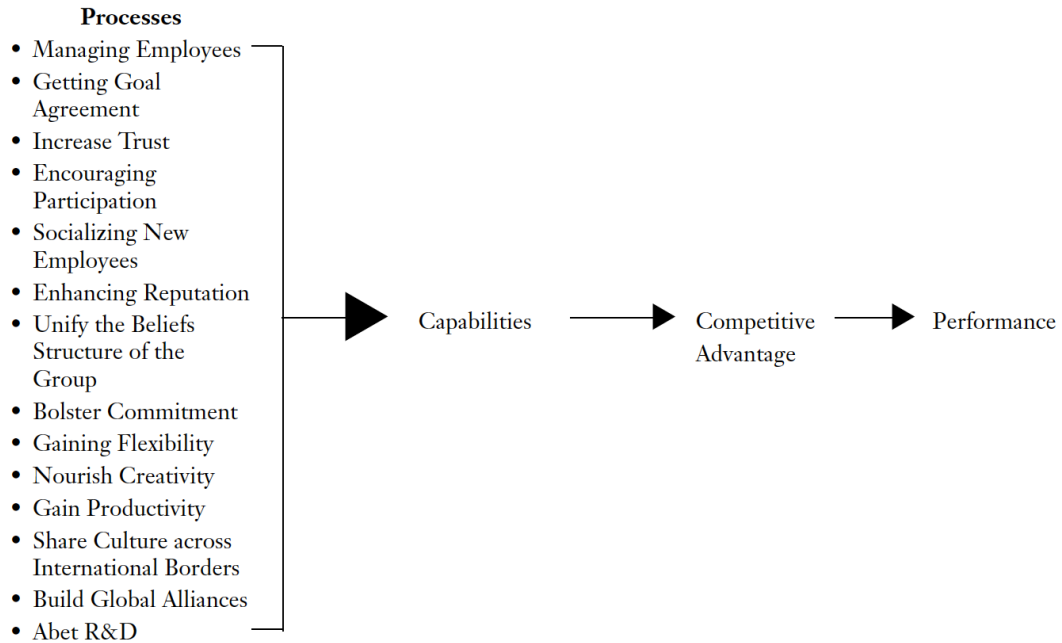 Processes
• Managing Employees
• Getting Goal
Agreement
• Increase Trust
• Encouraging
Participation
• Socializing New
Employees
• Enhancing Reputation
• Unify the Beliefs
Structure of the
Group
• Bolster Commitment
• Gaining Flexibility
• Nourish Creativity
• Gain Productivity
• Share Culture across
International Borders
• Build Global Alliances
• Abet R&D
Capabilities
Competitive
Advantage
Performance